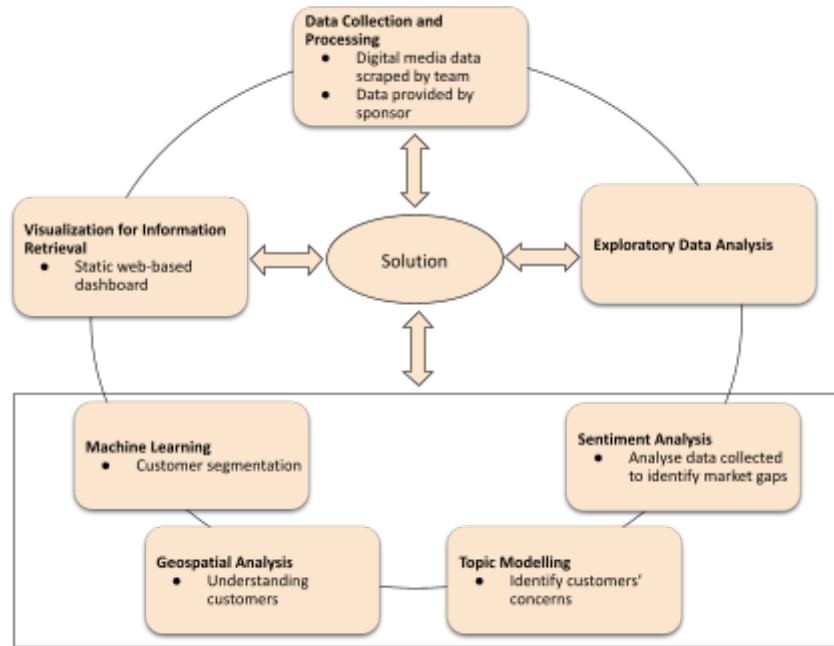 Data Collection and
Processing
● Digital media data
scraped by team
● Data provided by
sponsor
Visualization for Information
Retrieval
● Static web-based
dashboard
Solution
Exploratory Data Analysis
Machine Learning
● Customer segmentation
Sentiment Analysis
● Analyse data collected
to identify market gaps
Geospatial Analysis
● Understanding
customers
Topic Modelling
● Identify customers'
concerns